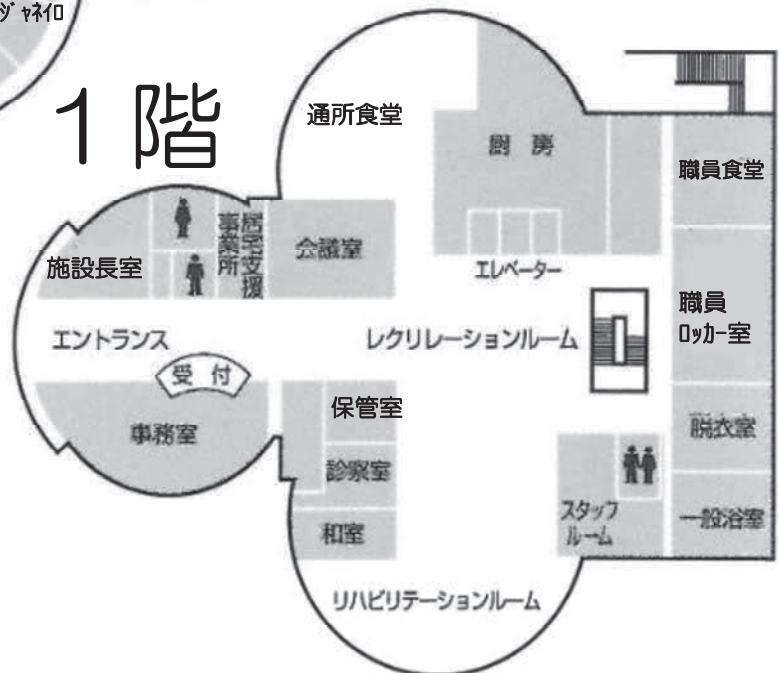 ジャネイロ
1階
通所食堂
厨房
職員食堂
居宅支援
事業所
会議室
施設長室
エレベーター
職員
ロッカー室
エントランス
レクリレーションルーム
受付
保管室
事務室
脱衣室
診察室
スタッフ
ルーム
一般浴室
和室
リハビリテーションルーム